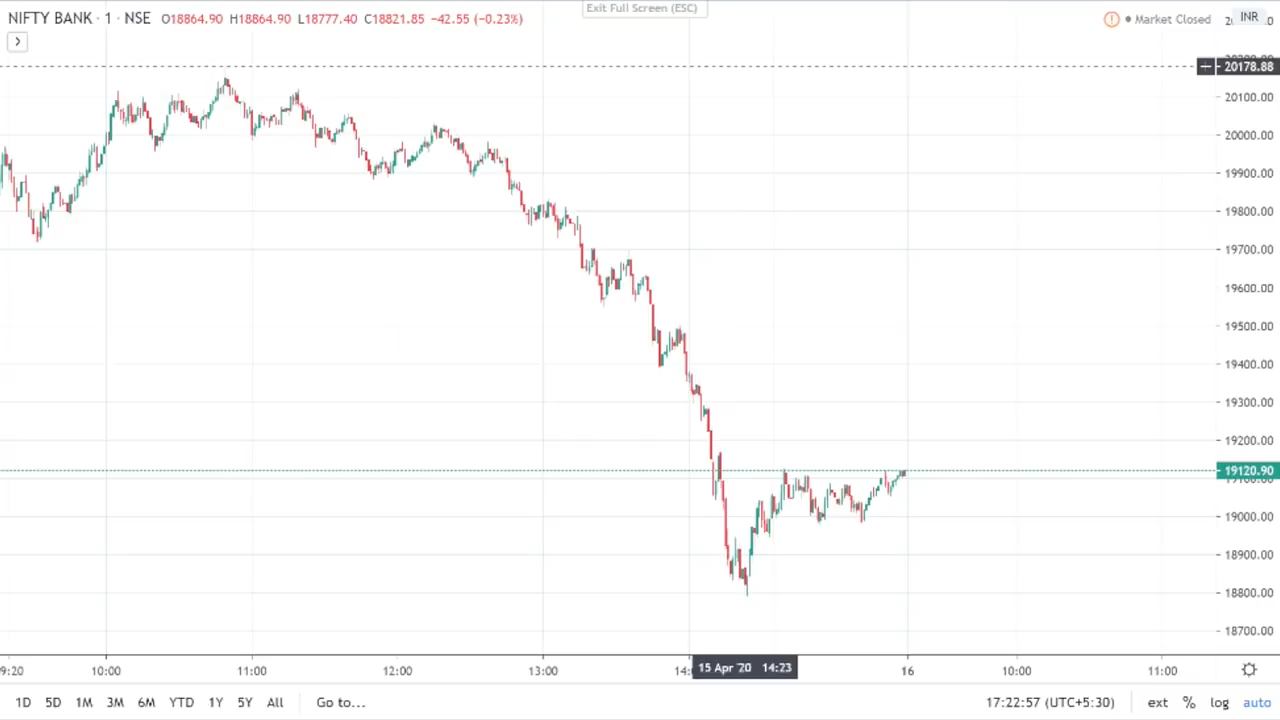 NIFTY BANK · 1 · NSE O18864.90 H18864.90 L18777.40 C18821.85 −42.55 (−0.23%)
Exit Full Screen (ESC)
Market Closed
INR
20178.88
20100.00
20000.00
19900.00
19800.00
19700.00
19600.00
19500.00
19400.00
19300.00
19200.00
19120.90
19100.00
19000.00
18900.00
18800.00
18700.00
09:20 10:00 11:00 12:00 13:00 15 Apr '20 14:23 16 10:00 11:00
1D 5D 1M 3M 6M YTD 1Y 5Y All Go to... 17:22:57 (UTC+5:30) ext % log auto